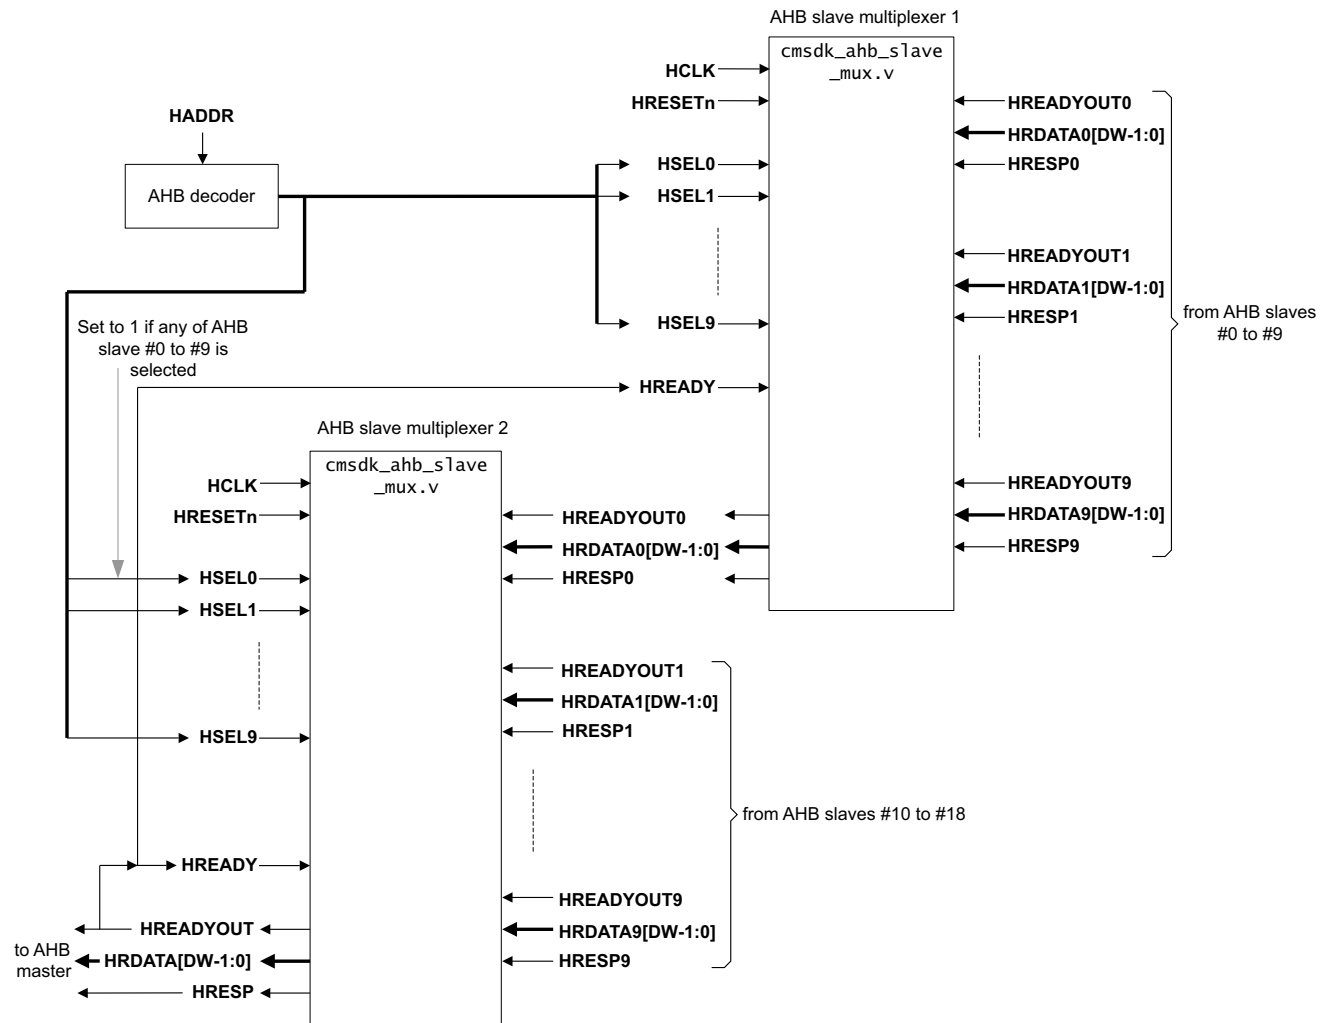 AHB slave multiplexer 1
cmsdk_ahb_slave
_mux.v
HCLK
HRESETn
HREADYOUT0
HRDATA0[DW-1:0]
HRESP0
HADDR
AHB decoder
HSEL0
HSEL1
HSEL9
HREADY
HREADYOUT1
HRDATA1[DW-1:0]
HRESP1
from AHB slaves
#0 to #9
HREADYOUT9
HRDATA9[DW-1:0]
HRESP9
Set to 1 if any of AHB
slave #0 to #9 is
selected
AHB slave multiplexer 2
cmsdk_ahb_slave
_mux.v
HCLK
HRESETn
HSEL0
HSEL1
HSEL9
HREADY
HREADYOUT0
HRDATA0[DW-1:0]
HRESP0
HREADYOUT1
HRDATA1[DW-1:0]
HRESP1
from AHB slaves #10 to #18
HREADYOUT9
HRDATA9[DW-1:0]
HRESP9
to AHB
master
HREADYOUT
HRDATA[DW-1:0]
HRESP